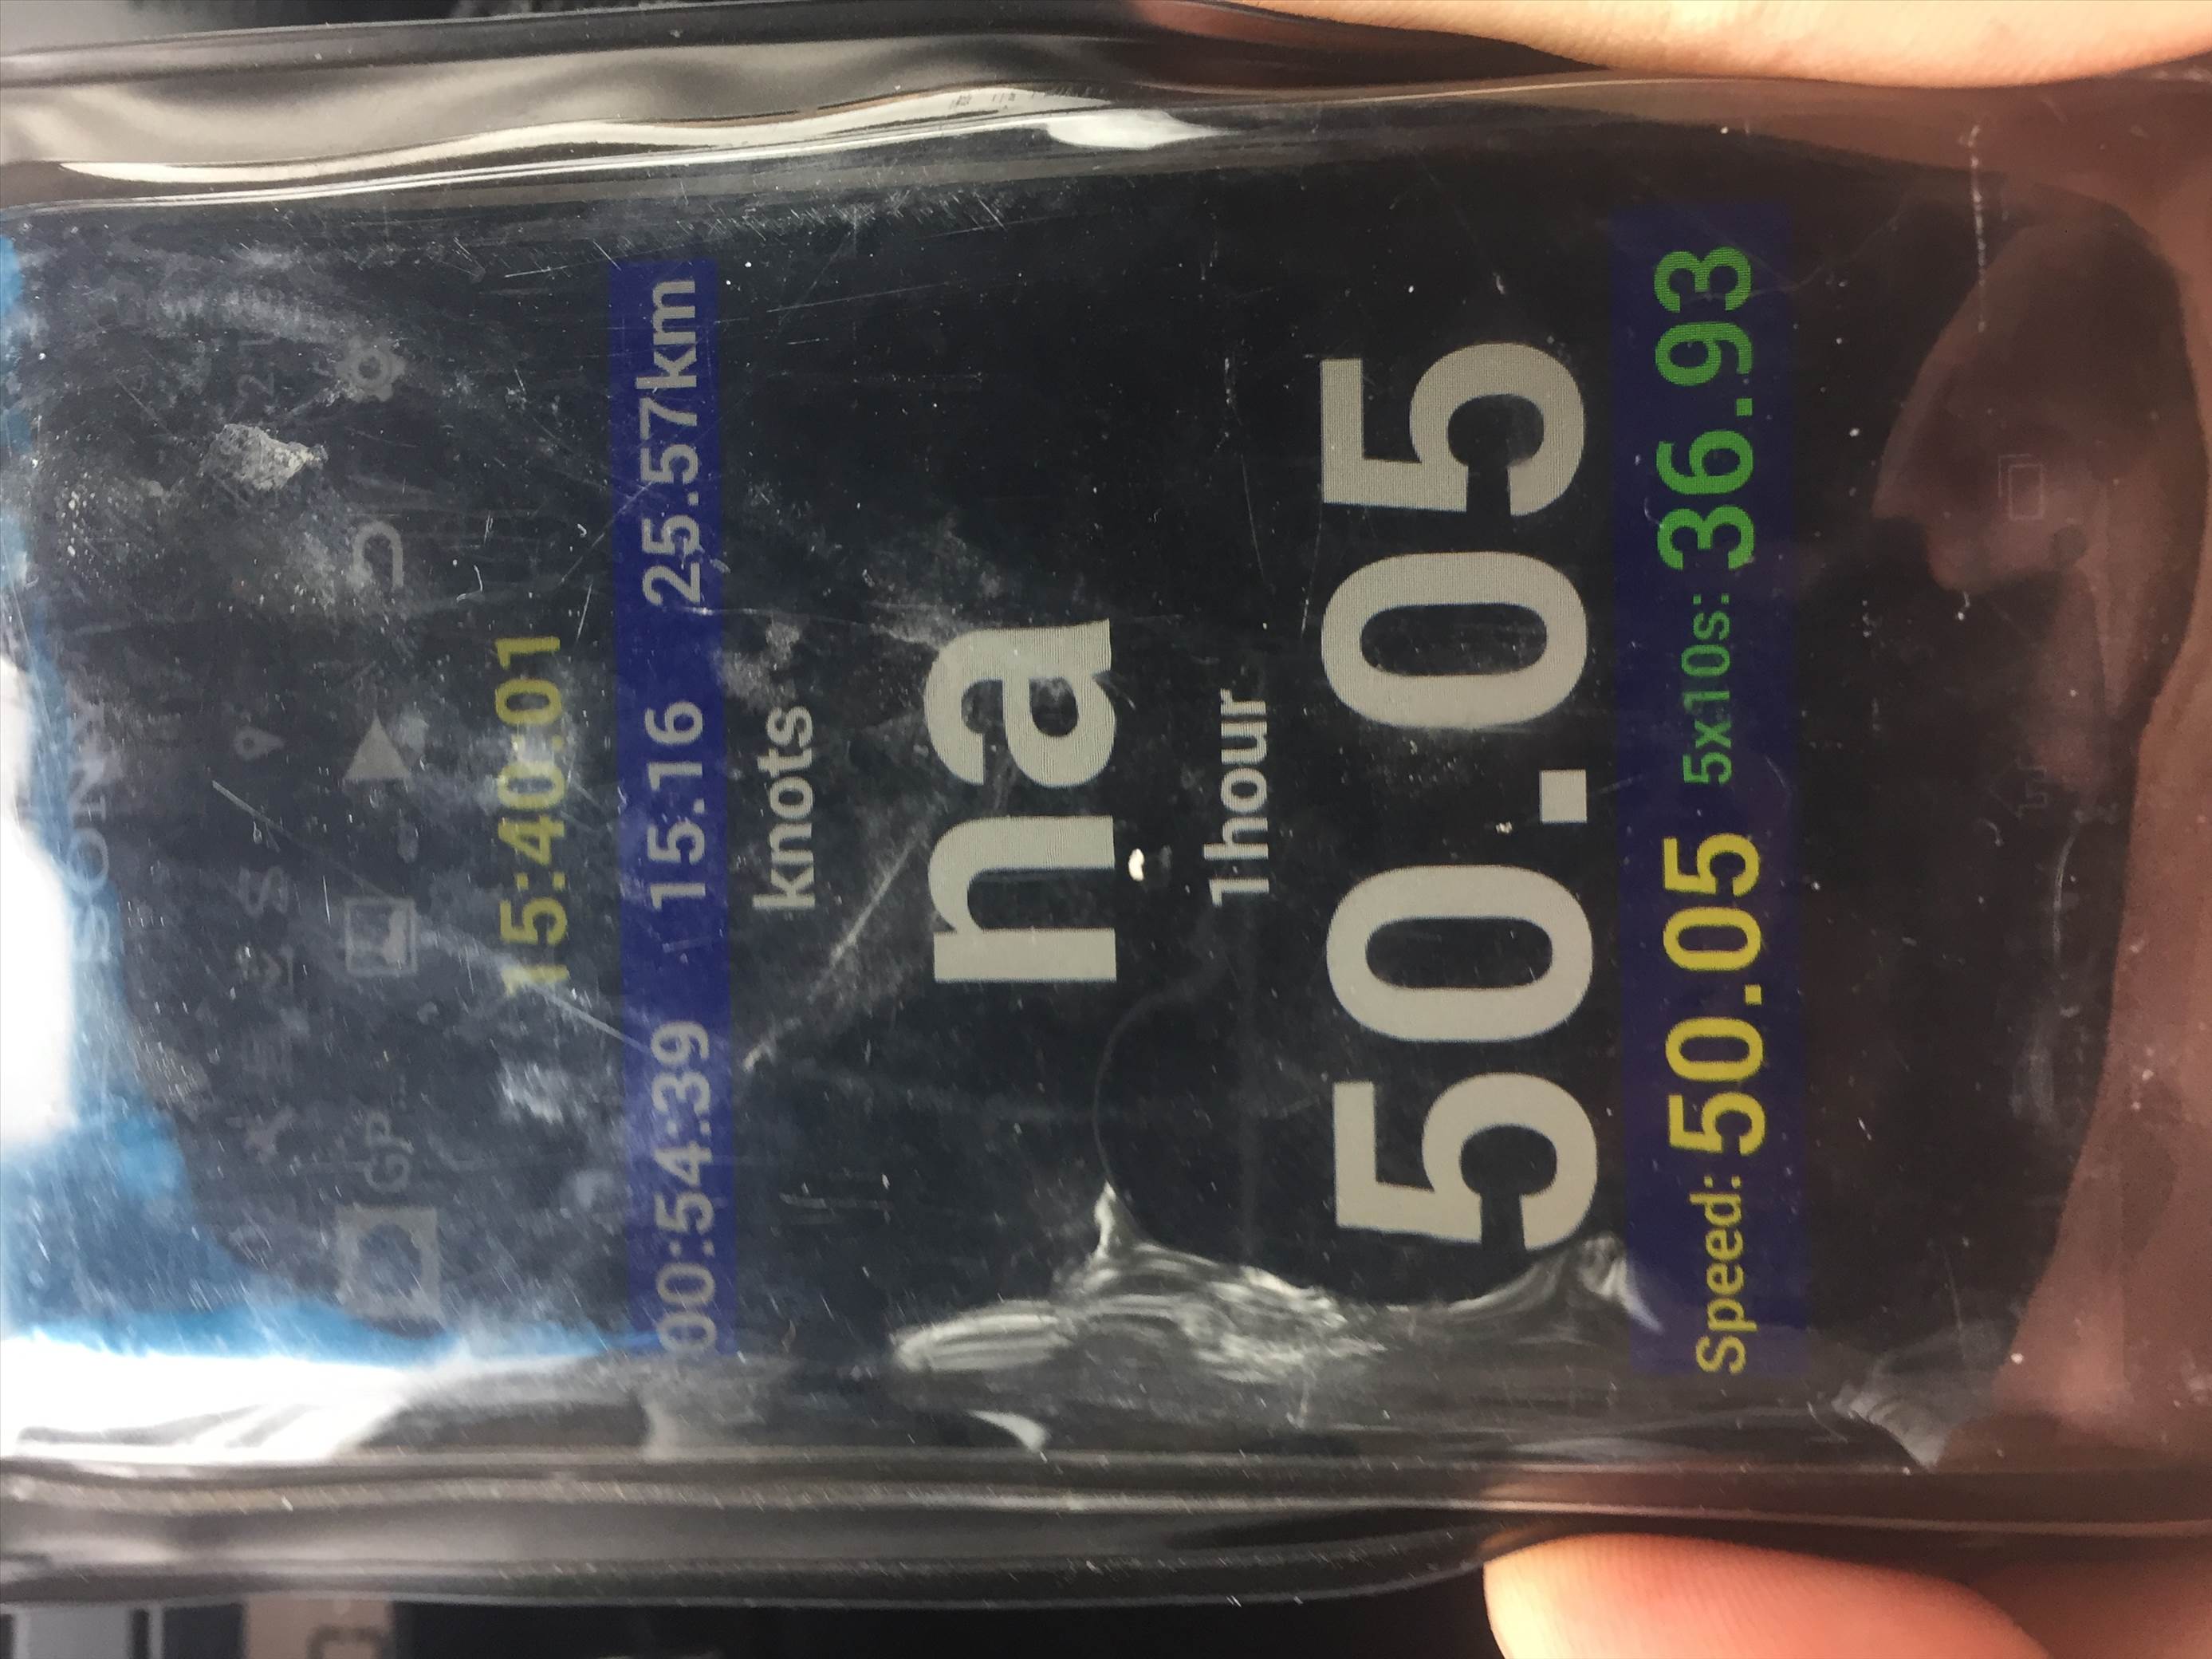 SONY
GP...
15:40:01
00:54:39 15.16 25.57km
knots
na
1hour
50.05
Speed: 50.05 5x10s: 36.93